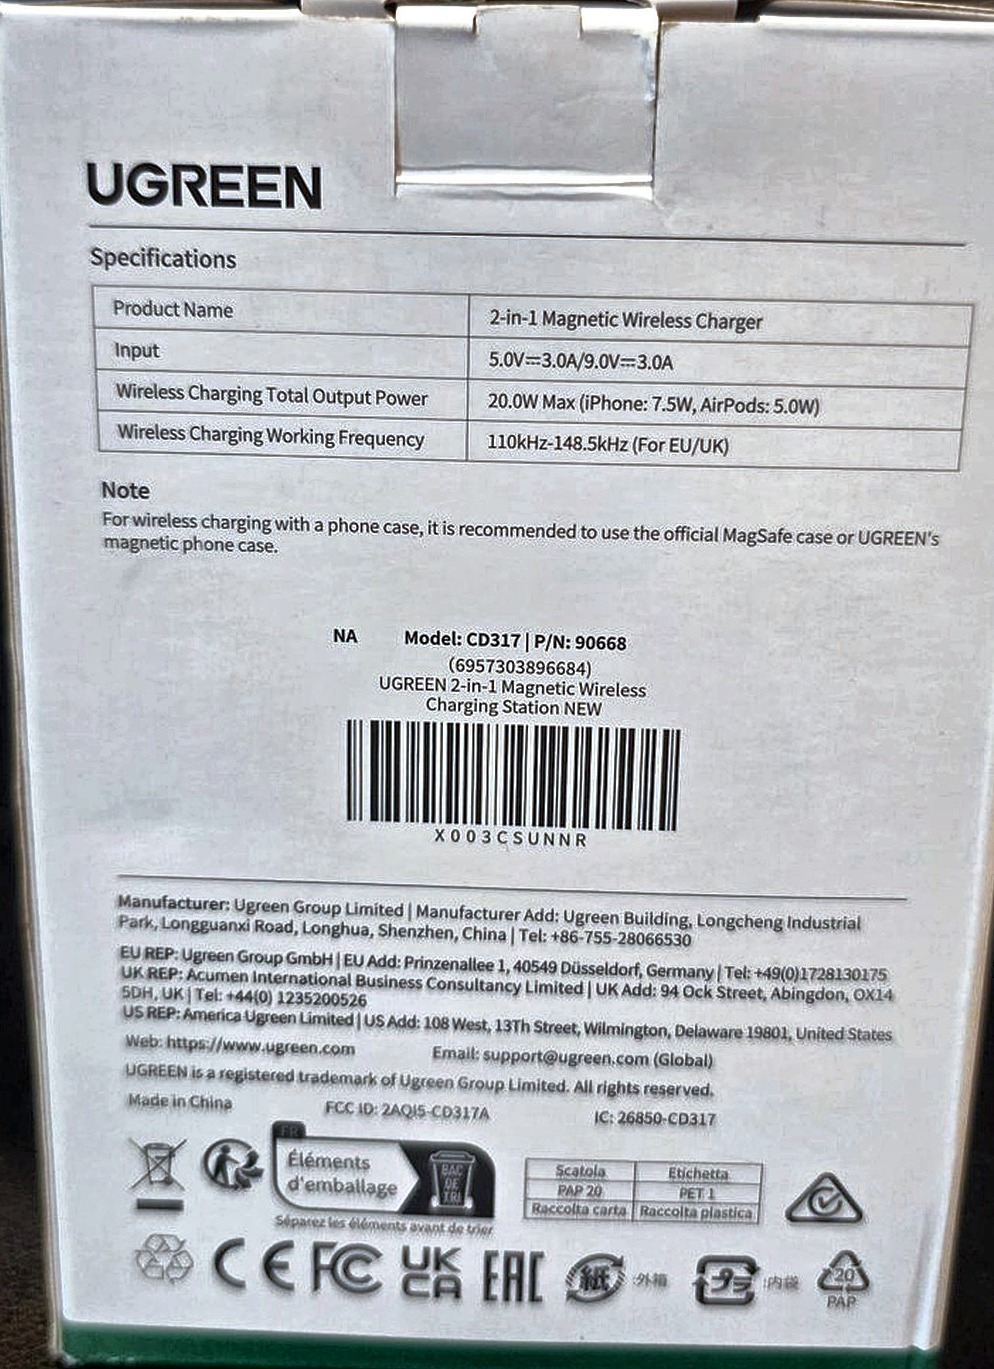 UGREEN
Specifications
Product Name 2-in-1 Magnetic Wireless Charger
Input 5.0V⎓3.0A/9.0V⎓3.0A
Wireless Charging Total Output Power 20.0W Max (iPhone: 7.5W, AirPods: 5.0W)
Wireless Charging Working Frequency 110kHz-148.5kHz (For EU/UK)
Note
For wireless charging with a phone case, it is recommended to use the official MagSafe case or UGREEN's
magnetic phone case.
NA Model: CD317 | P/N: 90668
(6957303896684)
UGREEN 2-in-1 Magnetic Wireless
Charging Station NEW
X003CSUNNR
Manufacturer: Ugreen Group Limited | Manufacturer Add: Ugreen Building, Longcheng Industrial
Park, Longguanxi Road, Longhua, Shenzhen, China | Tel: +86-755-28066530
EU REP: Ugreen Group GmbH | EU Add: Prinzenallee 1, 40549 Düsseldorf, Germany | Tel: +49(0)1728130175
UK REP: Acumen International Business Consultancy Limited | UK Add: 94 Ock Street, Abingdon, OX14
5DH, UK | Tel: +44(0) 1235200526
US REP: America Ugreen Limited | US Add: 108 West, 13Th Street, Wilmington, Delaware 19801, United States
Web: https://www.ugreen.com Email: support@ugreen.com (Global)
UGREEN is a registered trademark of Ugreen Group Limited. All rights reserved.
Made in China FCC ID: 2AQI5-CD317A IC: 26850-CD317
FR
Éléments
d'emballage
BAC
DE
TRI
Séparez les éléments avant de trier
Scatola Etichetta
PAP 20 PET 1
Raccolta carta Raccolta plastica
CE FC UK
CA EAC 紙 :外箱 プラ :内袋 20
PAP